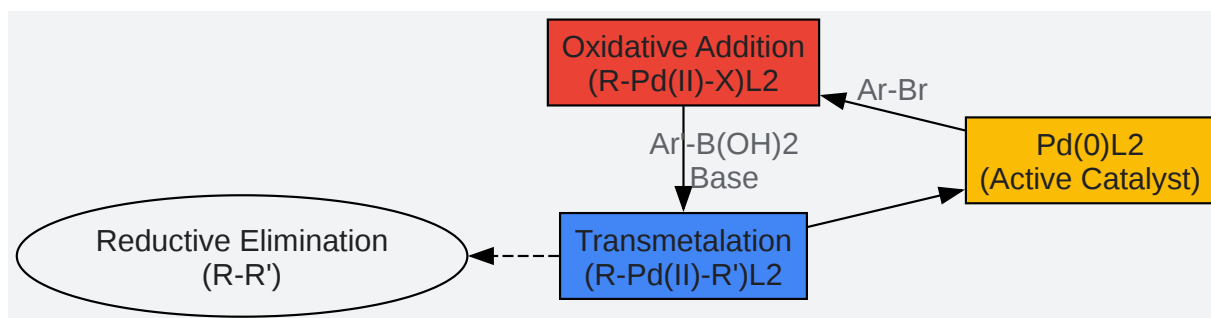 Oxidative Addition
(R-Pd(II)-X)L2
Ar-Br
Pd(0)L2
(Active Catalyst)
Ar'-B(OH)2
Base
Transmetalation
(R-Pd(II)-R')L2
Reductive Elimination
(R-R')